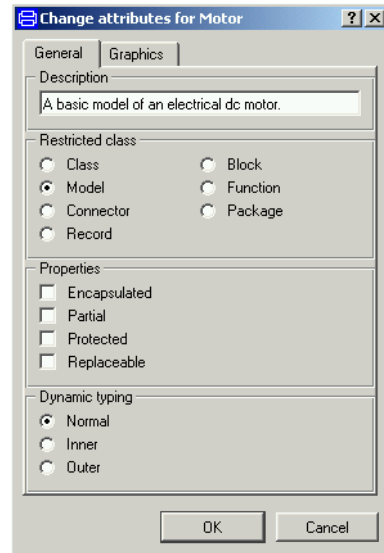 Change attributes for Motor
General Graphics
Description
A basic model of an electrical dc motor.
Restricted class
Class Block
Model Function
Connector Package
Record
Properties
Encapsulated
Partial
Protected
Replaceable
Dynamic typing
Normal
Inner
Outer
OK Cancel